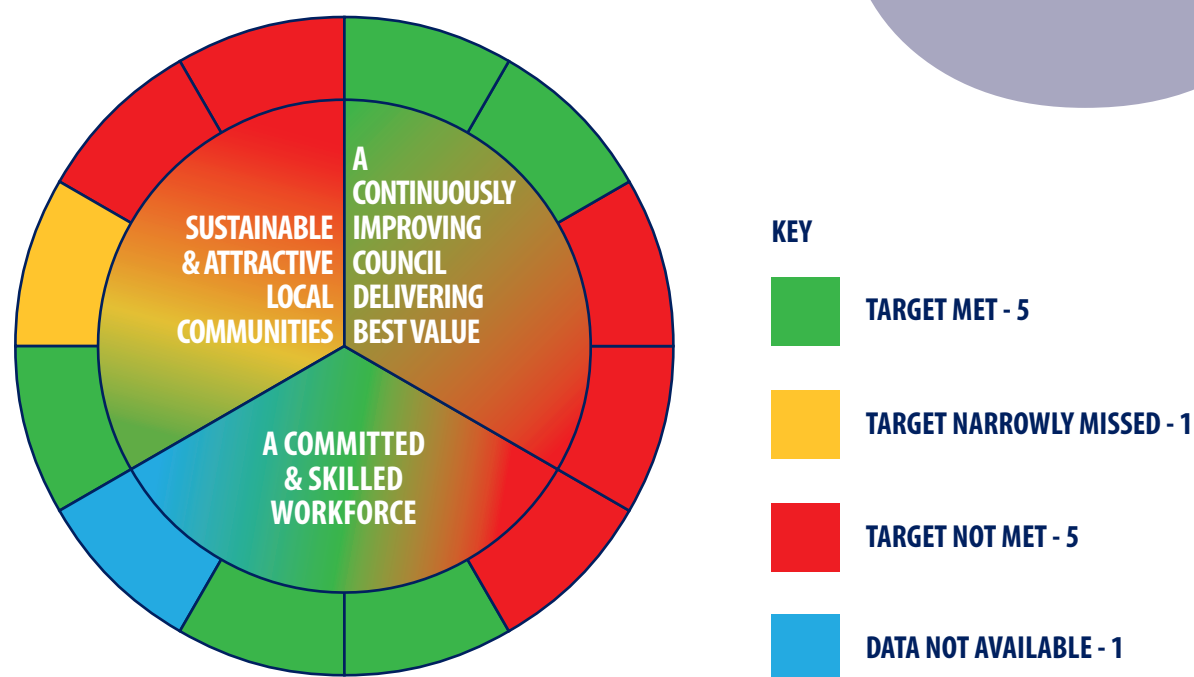 SUSTAINABLE
& ATTRACTIVE
LOCAL
COMMUNITIES
A
CONTINUOUSLY
IMPROVING
COUNCIL
DELIVERING
BEST VALUE
A COMMITTED
& SKILLED
WORKFORCE
KEY
TARGET MET - 5
TARGET NARROWLY MISSED - 1
TARGET NOT MET - 5
DATA NOT AVAILABLE - 1